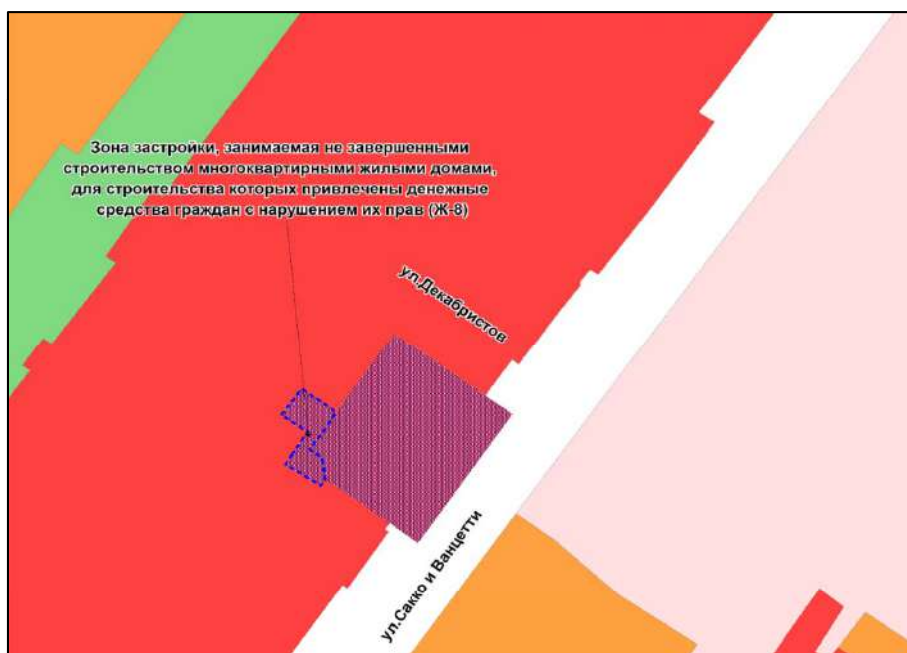 Зона застройки, занимаемая не завершенными
строительством многоквартирными жилыми домами,
для строительства которых привлечены денежные
средства граждан с нарушением их прав (Ж-8)
ул.Декабристов
ул.Сакко и Ванцетти